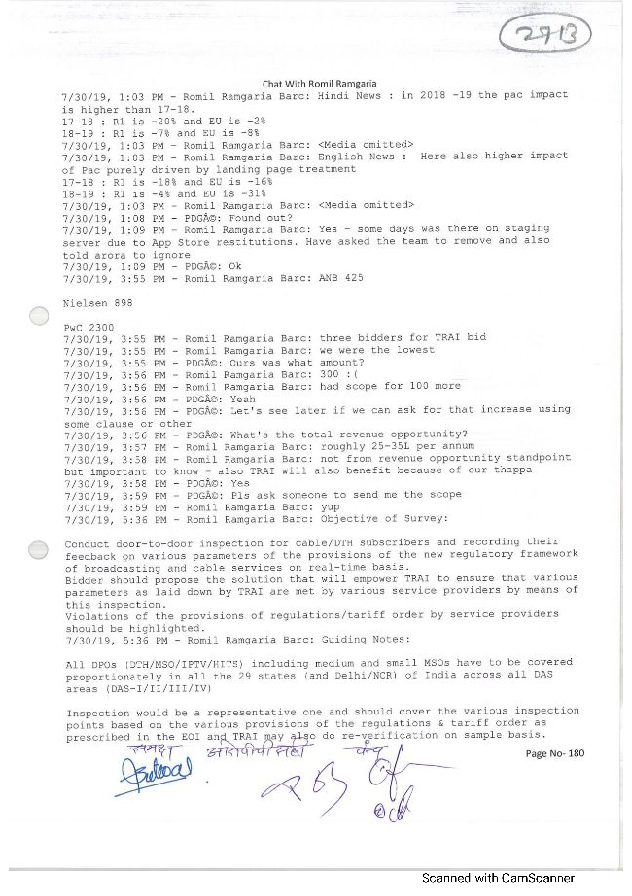 2713
Chat With Romil Ramgaria
7/30/19, 1:03 PM - Romil Ramgaria Barc: Hindi News : in 2018 -19 the pac impact
is higher than 17-18.
17-18 : R1 is -20% and EU is -2%
18-19 : R1 is -7% and EU is -8%
7/30/19, 1:03 PM - Romil Ramgaria Barc: <Media omitted>
7/30/19, 1:03 PM - Romil Ramgaria Barc: English News : Here also higher impact
of Pac purely driven by landing page treatment
17-18 : R1 is -18% and EU is -16%
18-19 : R1 is -4% and EU is -31%
7/30/19, 1:03 PM - Romil Ramgaria Barc: <Media omitted>
7/30/19, 1:08 PM - PDGÃ©: Found out?
7/30/19, 1:09 PM - Romil Ramgaria Barc: Yes - some days was there on staging
server due to App Store restitutions. Have asked the team to remove and also
told arora to ignore
7/30/19, 1:09 PM - PDGÃ©: Ok
7/30/19, 3:55 PM - Romil Ramgaria Barc: ANB 425
Nielsen 898
PwC 2300
7/30/19, 3:55 PM - Romil Ramgaria Barc: three bidders for TRAI bid
7/30/19, 3:55 PM - Romil Ramgaria Barc: we were the lowest
7/30/19, 3:55 PM - PDGÃ©: Ours was what amount?
7/30/19, 3:56 PM - Romil Ramgaria Barc: 300 :(
7/30/19, 3:56 PM - Romil Ramgaria Barc: had scope for 100 more
7/30/19, 3:56 PM - PDGÃ©: Yeah
7/30/19, 3:56 PM - PDGÃ©: Let's see later if we can ask for that increase using
some clause or other
7/30/19, 3:56 PM - PDGÃ©: What's the total revenue opportunity?
7/30/19, 3:57 PM - Romil Ramgaria Barc: roughly 25-35L per annum
7/30/19, 3:58 PM - Romil Ramgaria Barc: not from revenue opportunity standpoint
but important to know - also TRAI will also benefit because of our thappa
7/30/19, 3:58 PM - PDGÃ©: Yes
7/30/19, 3:59 PM - PDGÃ©: Pls ask someone to send me the scope
7/30/19, 3:59 PM - Romil Ramgaria Barc: yup
7/30/19, 5:36 PM - Romil Ramgaria Barc: Objective of Survey:
Conduct door-to-door inspection for cable/DTH subscribers and recording their
feedback on various parameters of the provisions of the new regulatory framework
of broadcasting and cable services on real-time basis.
Bidder should propose the solution that will empower TRAI to ensure that various
parameters as laid down by TRAI are met by various service providers by means of
this inspection.
Violations of the provisions of regulations/tariff order by service providers
should be highlighted.
7/30/19, 5:36 PM - Romil Ramgaria Barc: Guiding Notes:
All DPOs (DTH/MSO/IPTV/HITS) including medium and small MSOs have to be covered
proportionately in all the 29 states (and Delhi/NCR) of India across all DAS
areas (DAS-I/II/III/IV)
Inspection would be a representative one and should cover the various inspection
points based on the various provisions of the regulations & tariff order as
prescribed in the EOI and TRAI may also do re-verification on sample basis.
समक्ष आरोपीची सही पंच
Page No- 180
Scanned with CamScanner